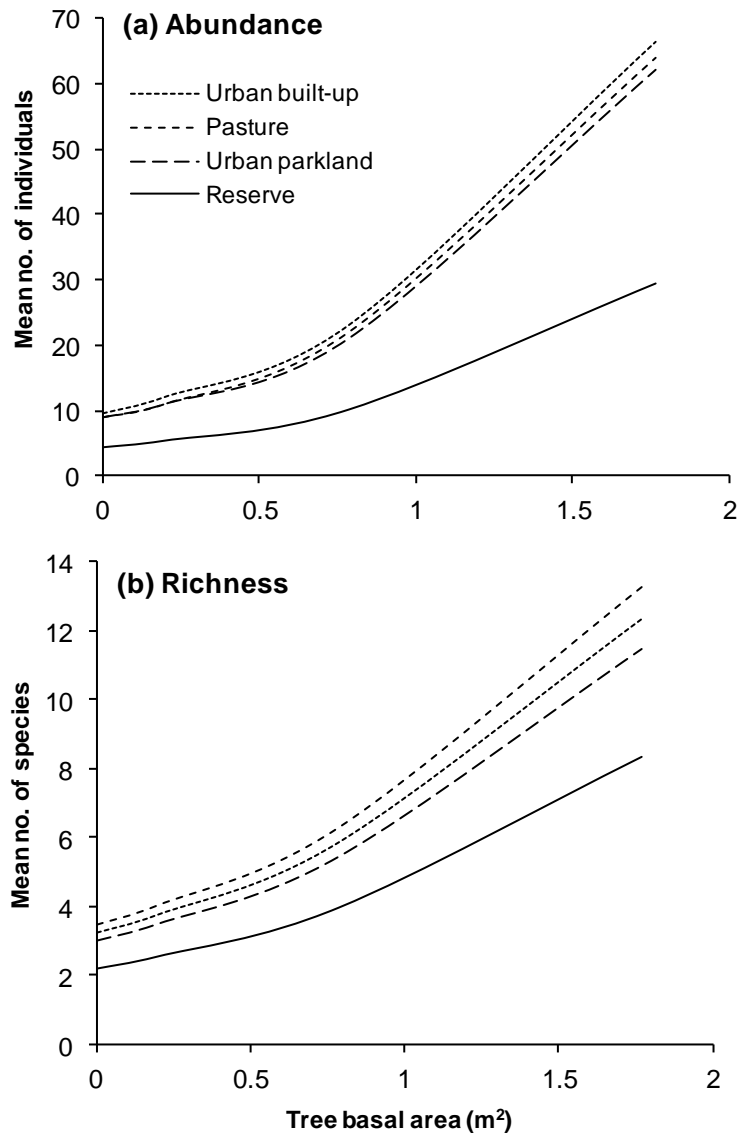 (a) Abundance
70
60
50
40
30
20
10
0
Mean no. of individuals
Urban built-up
Pasture
Urban parkland
Reserve
0 0.5 1 1.5 2
(b) Richness
14
12
10
8
6
4
2
0
Mean no. of species
0 0.5 1 1.5 2
Tree basal area (m²)